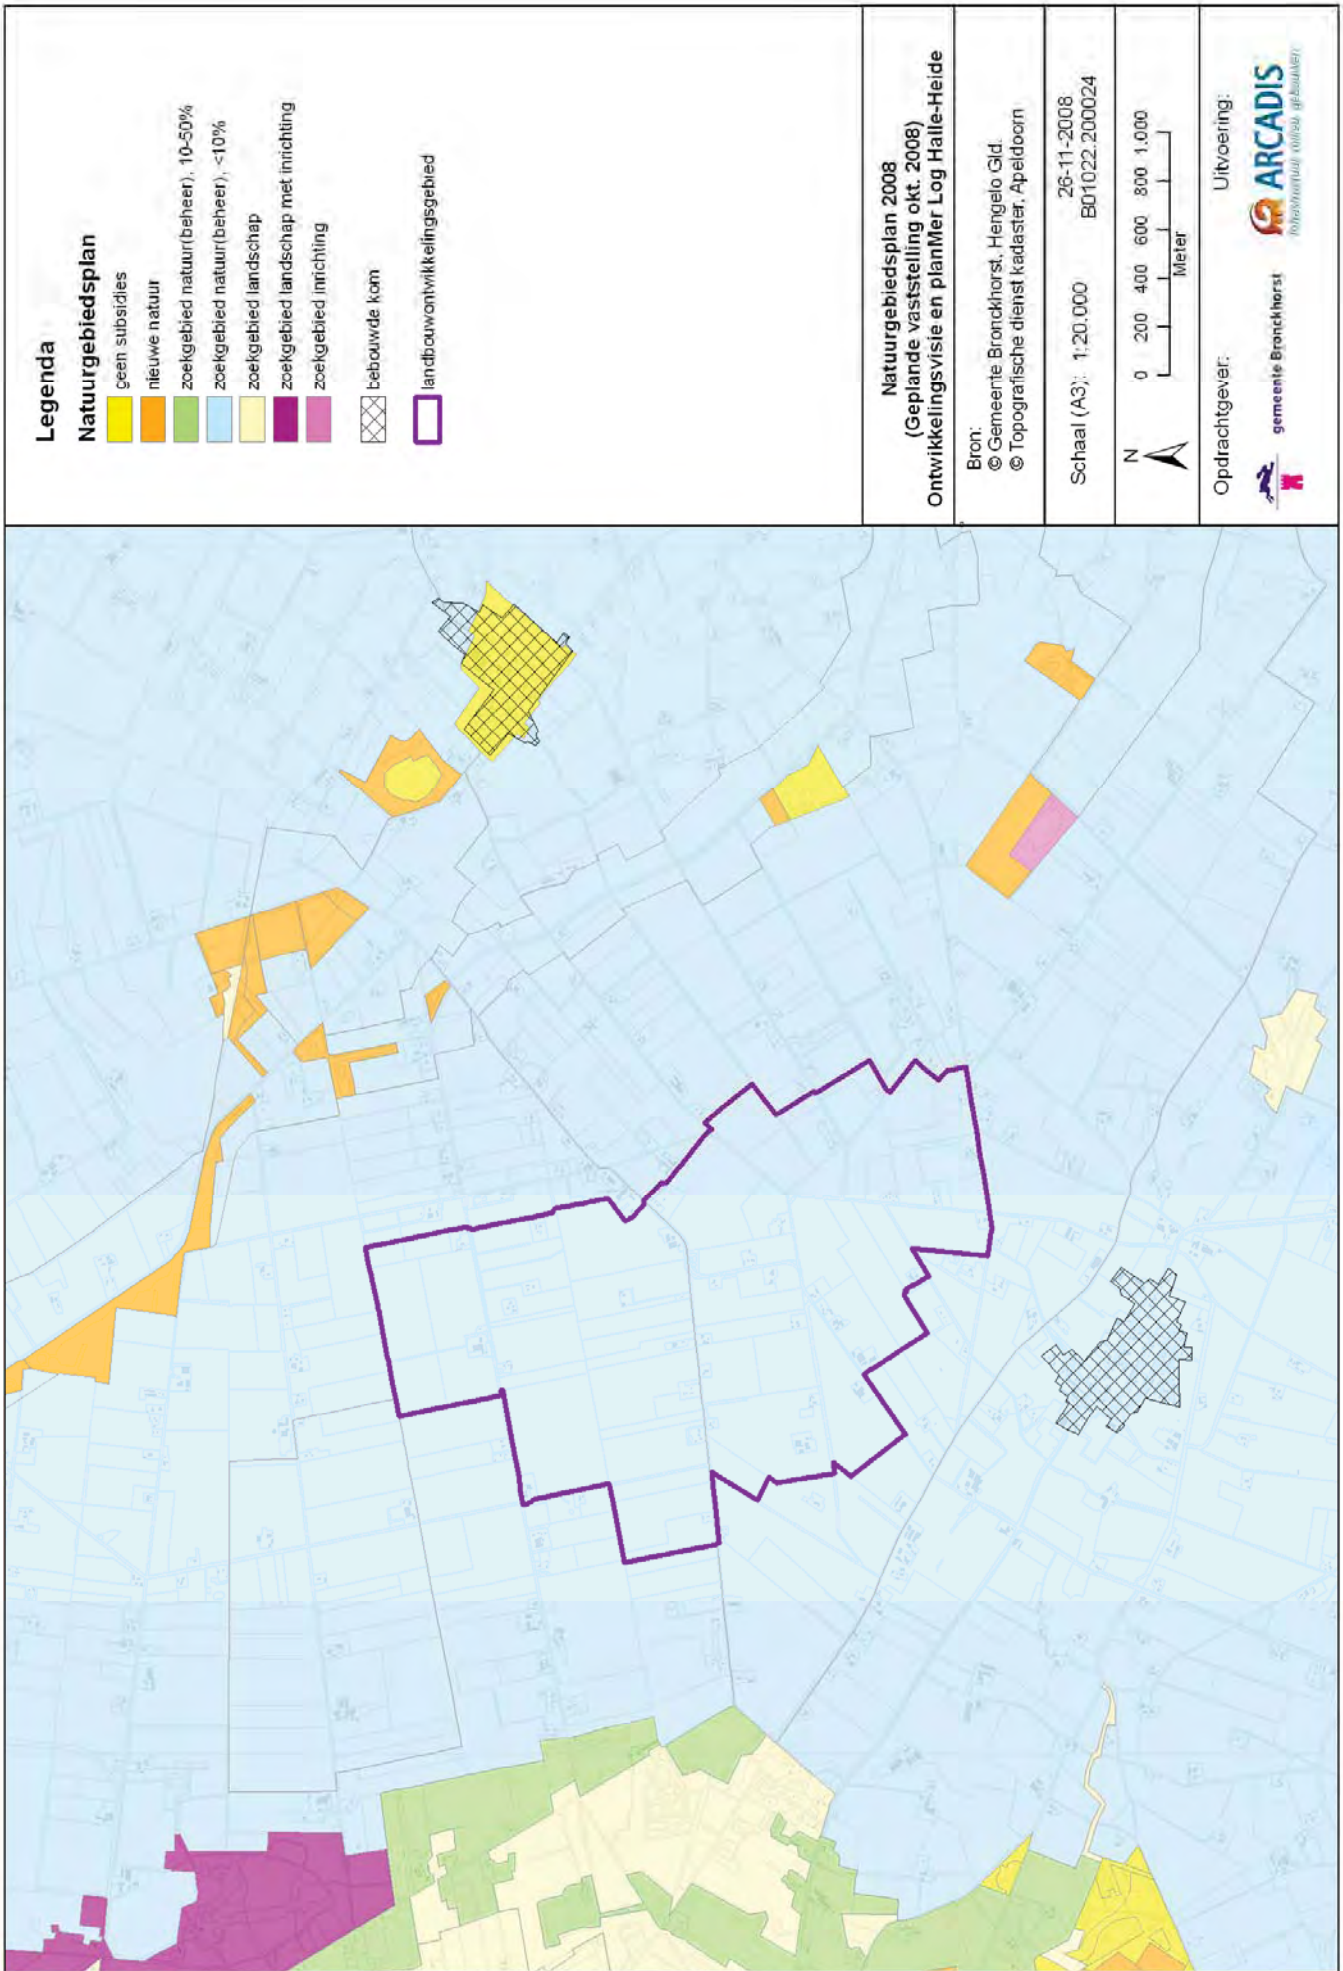 Legenda
Natuurgebiedsplan
geen subsidies
nieuwe natuur
zoekgebied natuur(beheer), 10-50%
zoekgebied natuur(beheer), <10%
zoekgebied landschap
zoekgebied landschap met inrichting
zoekgebied inrichting
bebouwde kom
landbouwontwikkelingsgebied
Natuurgebiedsplan 2008
(Geplande vaststelling okt. 2008)
Ontwikkelingsvisie en planMer Log Halle-Heide
Bron:
© Gemeente Bronckhorst, Hengelo Gld.
© Topografische dienst kadaster, Apeldoorn
Schaal (A3): 1:20.000
26-11-2008
B01022.200024
N
0 200 400 600 800 1.000
Meter
Opdrachtgever:
Uitvoering:
gemeente Bronckhorst
ARCADIS
Infrastructuur, milieu, gebouwen